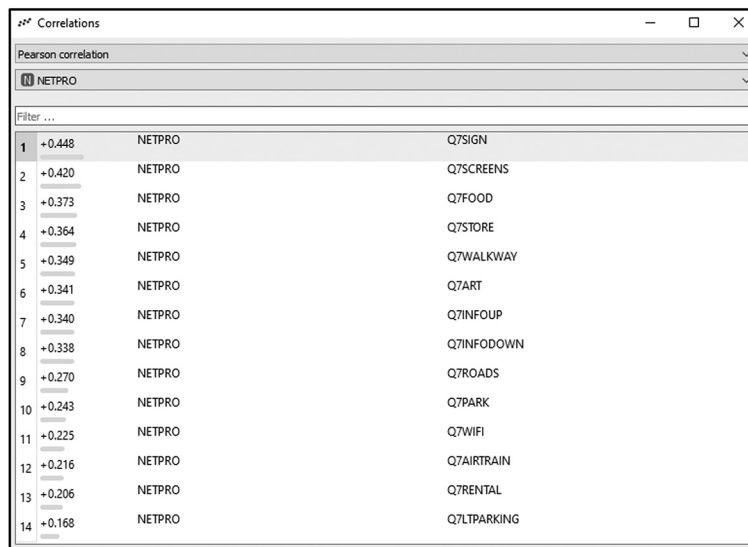 Correlations
Pearson correlation
N NETPRO
Filter ...
1 +0.448 NETPRO Q7SIGN
2 +0.420 NETPRO Q7SCREENS
3 +0.373 NETPRO Q7FOOD
4 +0.364 NETPRO Q7STORE
5 +0.349 NETPRO Q7WALKWAY
6 +0.341 NETPRO Q7ART
7 +0.340 NETPRO Q7INFOUP
8 +0.338 NETPRO Q7INFODOWN
9 +0.270 NETPRO Q7ROADS
10 +0.243 NETPRO Q7PARK
11 +0.225 NETPRO Q7WIFI
12 +0.216 NETPRO Q7AIRTRAIN
13 +0.206 NETPRO Q7RENTAL
14 +0.168 NETPRO Q7LTPARKING